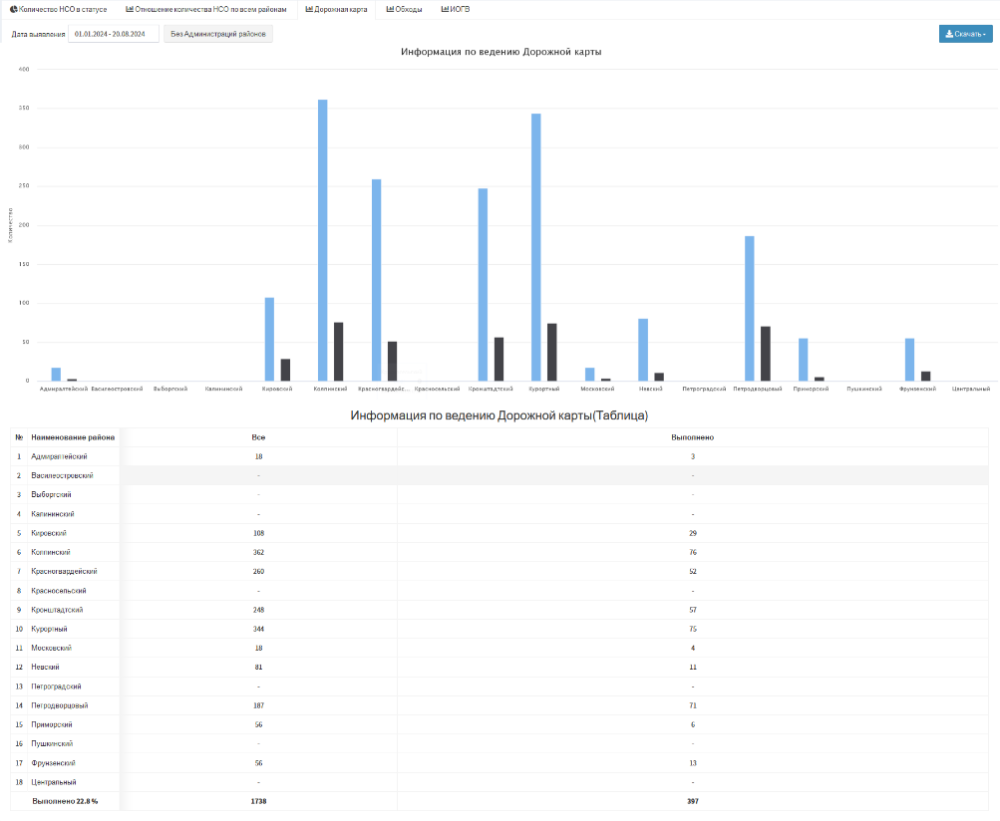 Количество НСО в статусе Отношение количества НСО по всем районам Дорожная карта Обходы ИОГВ
Дата выявления 01.01.2024 - 20.08.2024 Без Администраций районов Скачать
Информация по ведению Дорожной карты
400
350
300
250
200
150
100
50
0
Количество
Адмиралтейский Василеостровский Выборгский Калининский Кировский Колпинский Красногвардейс... Красносельский Кронштадтский Курортный Московский Невский Петроградский Петродворцовый Приморский Пушкинский Фрунзенский Центральный
Информация по ведению Дорожной карты(Таблица)
№ Наименование района Все Выполнено
1 Адмиралтейский 18 3
2 Василеостровский - -
3 Выборгский - -
4 Калининский - -
5 Кировский 108 29
6 Колпинский 362 76
7 Красногвардейский 260 52
8 Красносельский - -
9 Кронштадтский 248 57
10 Курортный 344 75
11 Московский 18 4
12 Невский 81 11
13 Петроградский - -
14 Петродворцовый 187 71
15 Приморский 56 6
16 Пушкинский - -
17 Фрунзенский 56 13
18 Центральный - -
Выполнено 22.8 % 1738 397